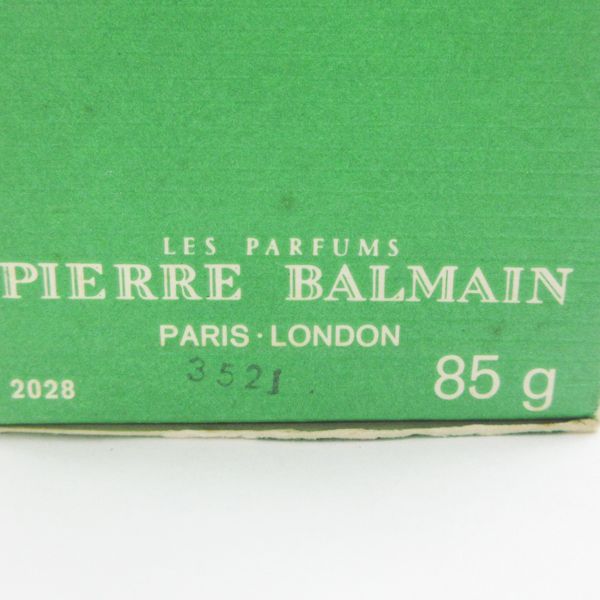 LES PARFUMS
PIERRE BALMAIN
PARIS · LONDON
3521
2028
85 g